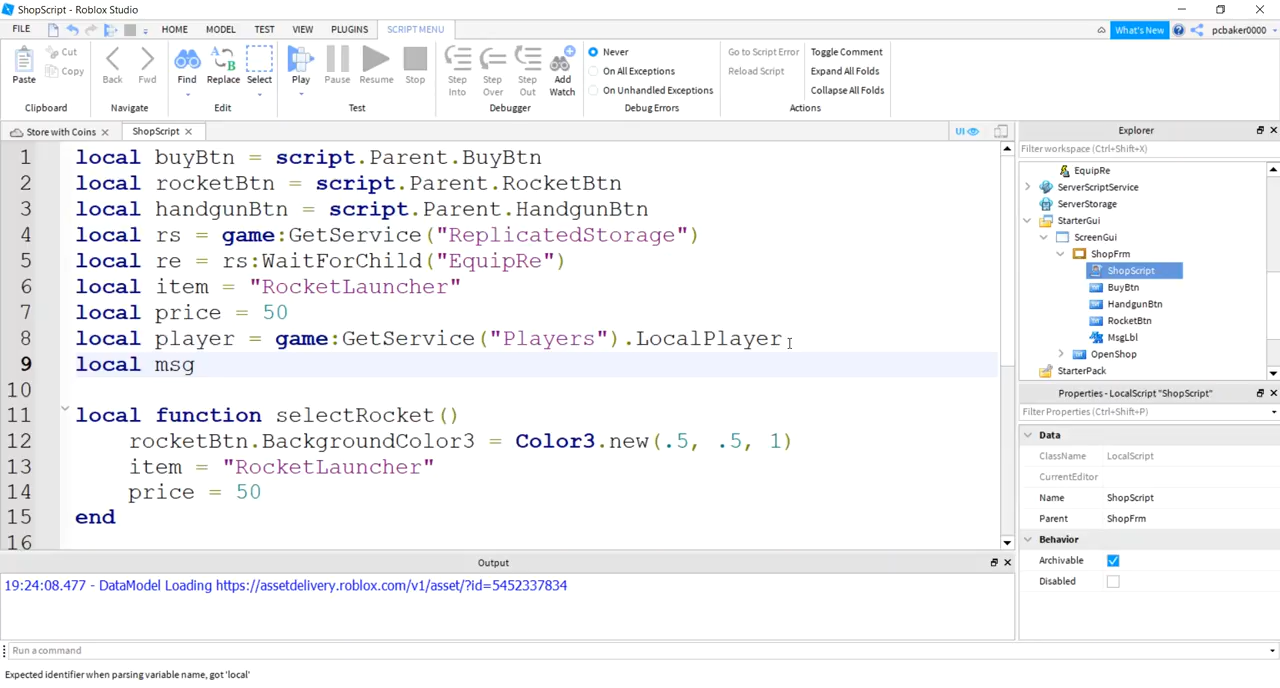 ShopScript - Roblox Studio
FILE HOME MODEL TEST VIEW PLUGINS SCRIPT MENU What's New pcbaker0000
Paste Cut Copy Clipboard
Back Fwd Navigate
Find Replace Select Edit
Play Pause Resume Stop Test
Step Into Step Over Step Out Add Watch Debugger
Never
On All Exceptions
On Unhandled Exceptions
Debug Errors
Go to Script Error
Reload Script
Toggle Comment
Expand All Folds
Collapse All Folds
Actions
Store with Coins ShopScript UI
1 local buyBtn = script.Parent.BuyBtn
2 local rocketBtn = script.Parent.RocketBtn
3 local handgunBtn = script.Parent.HandgunBtn
4 local rs = game:GetService("ReplicatedStorage")
5 local re = rs:WaitForChild("EquipRe")
6 local item = "RocketLauncher"
7 local price = 50
8 local player = game:GetService("Players").LocalPlayer
9 local msg
10
11 local function selectRocket()
12 rocketBtn.BackgroundColor3 = Color3.new(.5, .5, 1)
13 item = "RocketLauncher"
14 price = 50
15 end
16
Explorer
Filter workspace (Ctrl+Shift+X)
EquipRe
ServerScriptService
ServerStorage
StarterGui
ScreenGui
ShopFrm
ShopScript
BuyBtn
HandgunBtn
RocketBtn
MsgLbl
OpenShop
StarterPack
Properties - LocalScript "ShopScript"
Filter Properties (Ctrl+Shift+P)
Data
ClassName LocalScript
CurrentEditor
Name ShopScript
Parent ShopFrm
Behavior
Archivable
Disabled
Output
19:24:08.477 - DataModel Loading https://assetdelivery.roblox.com/v1/asset/?id=5452337834
Run a command
Expected identifier when parsing variable name, got 'local'